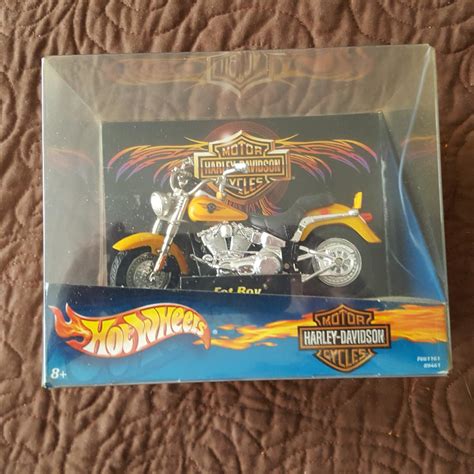 MOTOR
HARLEY-DAVIDSON
CYCLES
Fat Boy
Hot Wheels
MOTOR
HARLEY-DAVIDSON
CYCLES
8+